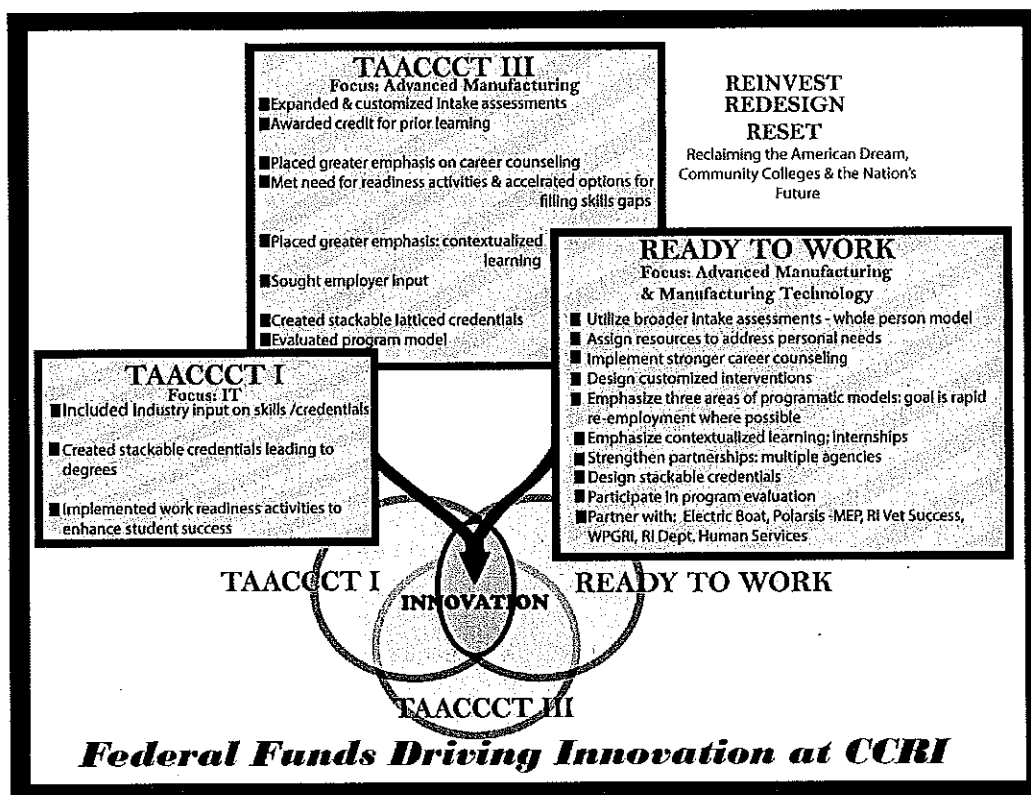 TAACCCT III
Focus: Advanced Manufacturing
■Expanded & customized intake assessments
■Awarded credit for prior learning
■Placed greater emphasis on career counseling
■Met need for readiness activities & accelrated options for
filling skills gaps
■Placed greater emphasis: contextualized
learning
■Sought employer input
■Created stackable latticed credentials
■Evaluated program model
REINVEST
REDESIGN
RESET
Reclaiming the American Dream,
Community Colleges & the Nation's
Future
READY TO WORK
Focus: Advanced Manufacturing
& Manufacturing Technology
■ Utilize broader intake assessments - whole person model
■ Assign resources to address personal needs
■ Implement stronger career counseling
■ Design customized interventions
■ Emphasize three areas of programatic models: goal is rapid
re-employment where possible
■Emphasize contextualized learning; internships
■Strengthen partnerships: multiple agencies
■Design stackable credentials
■Participate in program evaluation
■Partner with: Electric Boat, Polarsis -MEP, RI Vet Success,
WPGRI, RI Dept, Human Services
TAACCCT I
Focus: IT
■Included Industry input on skills /credentials
■Created stackable credentials leading to
degrees
■Implemented work readiness activities to
enhance student success
TAACCCT I
READY TO WORK
INNOVATION
TAACCCT III
Federal Funds Driving Innovation at CCRI